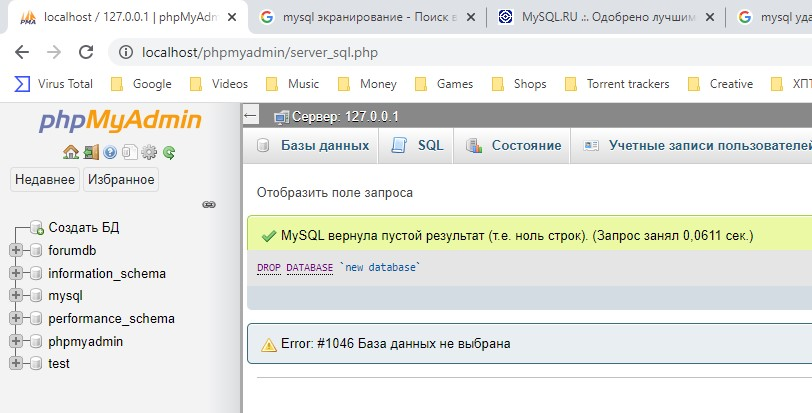 localhost / 127.0.0.1 | phpMyAdm
mysql экранирование - Поиск в
MySQL.RU .:. Одобрено лучшим
mysql уда
localhost/phpmyadmin/server_sql.php
Virus Total
Google
Videos
Music
Money
Games
Shops
Torrent trackers
Creative
ХПТ
phpMyAdmin
Недавнее
Избранное
Создать БД
forumdb
information_schema
mysql
performance_schema
phpmyadmin
test
Сервер: 127.0.0.1
Базы данных
SQL
Состояние
Учетные записи пользователей
Отобразить поле запроса
MySQL вернула пустой результат (т.е. ноль строк). (Запрос занял 0,0611 сек.)
DROP DATABASE `new database`
Error: #1046 База данных не выбрана